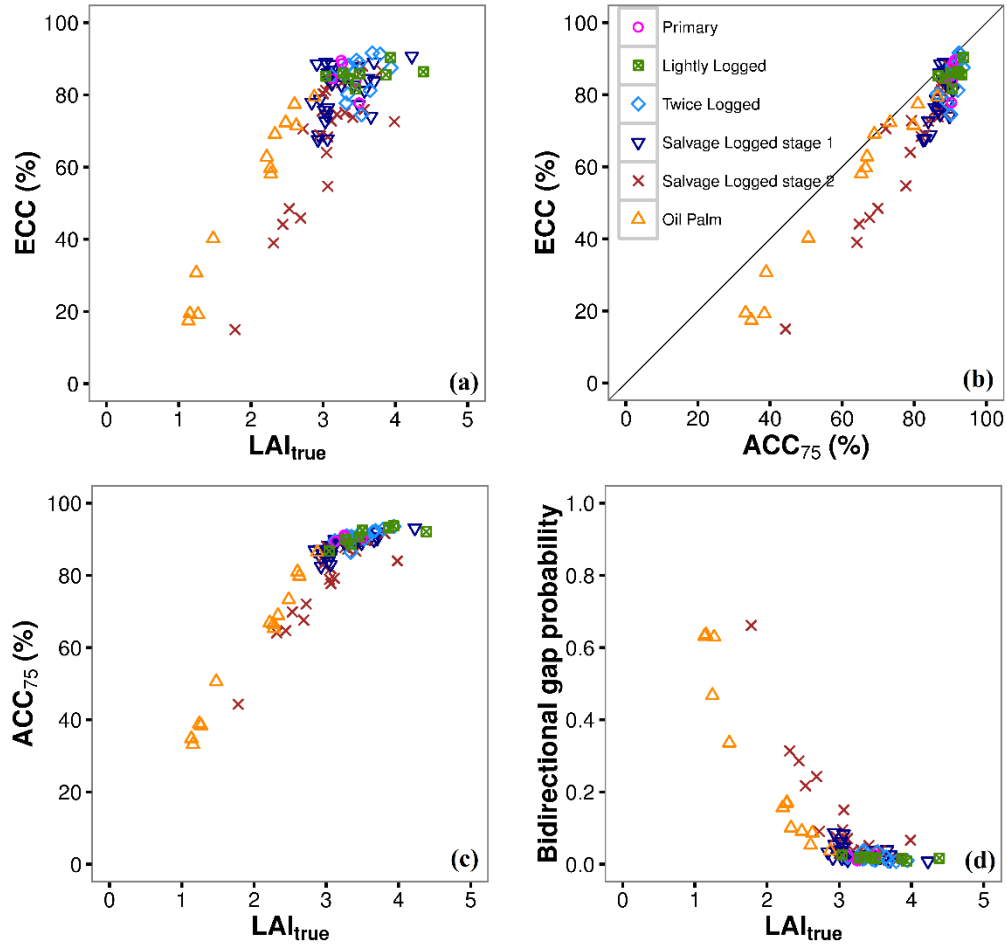 100
80
60
40
20
0
ECC (%)
0 1 2 3 4 5
LAItrue
(a)
100
80
60
40
20
0
ECC (%)
Primary
Lightly Logged
Twice Logged
Salvage Logged stage 1
Salvage Logged stage 2
Oil Palm
0 20 40 60 80 100
ACC75 (%)
(b)
100
80
60
40
20
0
ACC75 (%)
0 1 2 3 4 5
LAItrue
(c)
1.0
0.8
0.6
0.4
0.2
0.0
Bidirectional gap probability
0 1 2 3 4 5
LAItrue
(d)